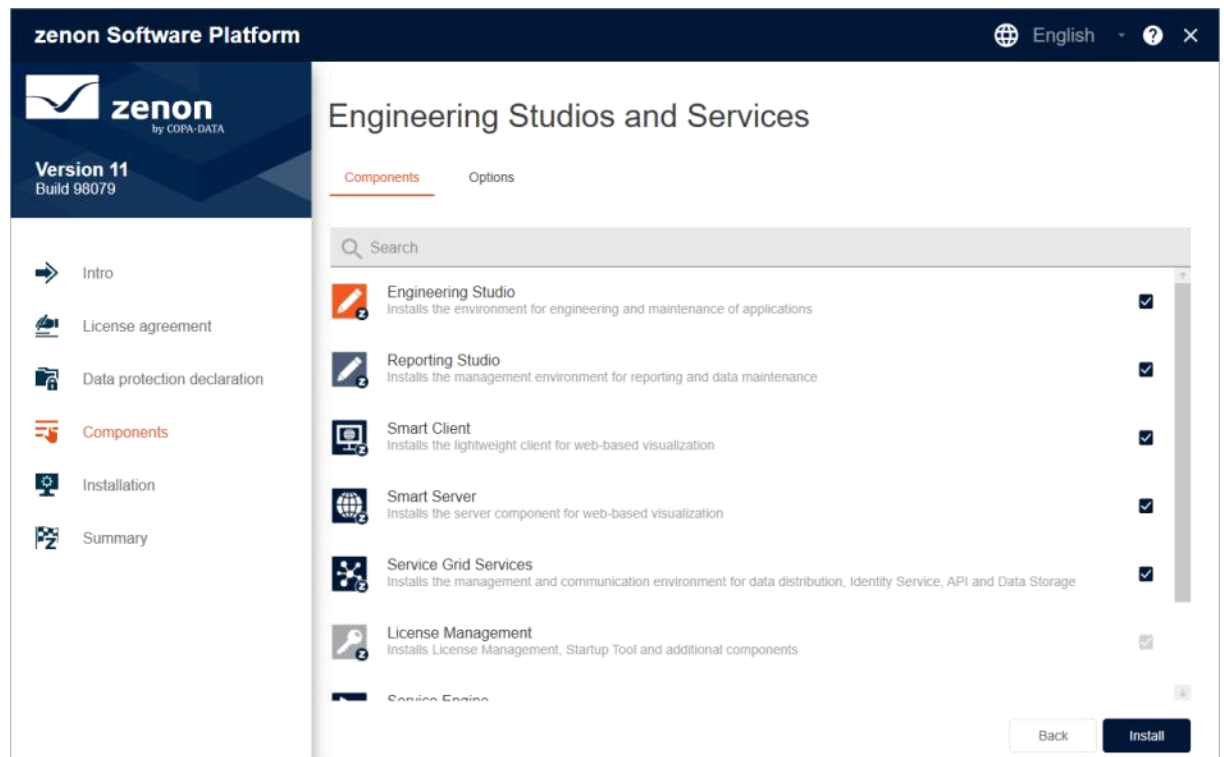 zenon Software Platform
English
zenon
by COPA-DATA
Version 11
Build 98079
Intro
License agreement
Data protection declaration
Components
Installation
Summary
Engineering Studios and Services
Components Options
Search
Engineering Studio
Installs the environment for engineering and maintenance of applications
Reporting Studio
Installs the management environment for reporting and data maintenance
Smart Client
Installs the lightweight client for web-based visualization
Smart Server
Installs the server component for web-based visualization
Service Grid Services
Installs the management and communication environment for data distribution, Identity Service, API and Data Storage
License Management
Installs License Management, Startup Tool and additional components
Service Engine
Back Install